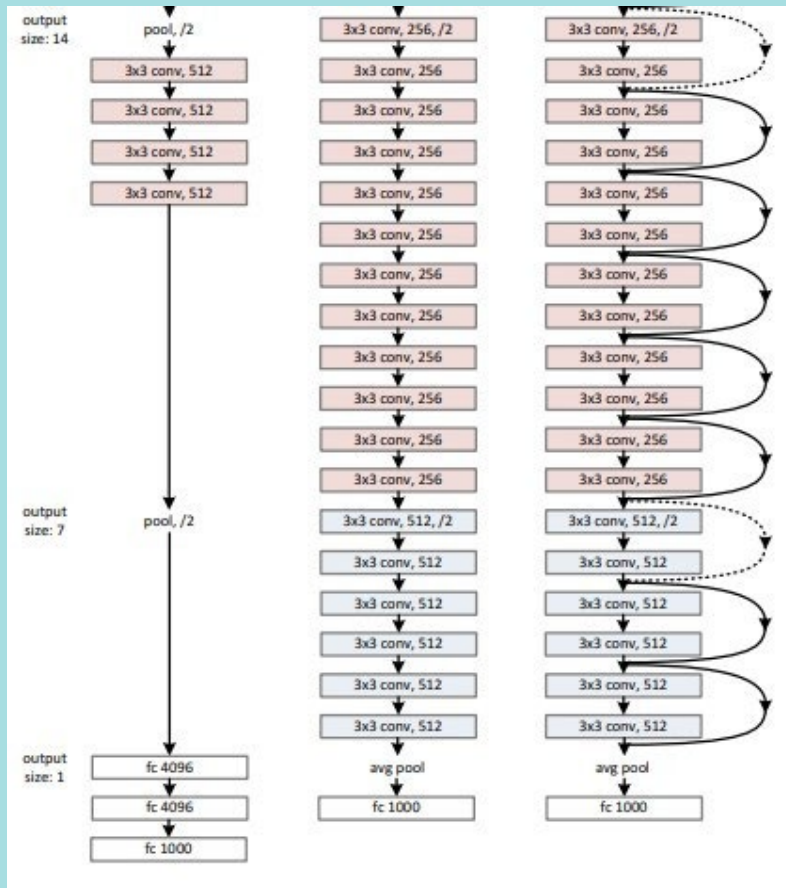 output
size: 14
pool, /2
3x3 conv, 512
3x3 conv, 512
3x3 conv, 512
3x3 conv, 512
output
size: 7
pool, /2
output
size: 1
fc 4096
fc 4096
fc 1000
3x3 conv, 256, /2
3x3 conv, 256
3x3 conv, 256
3x3 conv, 256
3x3 conv, 256
3x3 conv, 256
3x3 conv, 256
3x3 conv, 256
3x3 conv, 256
3x3 conv, 256
3x3 conv, 256
3x3 conv, 256
3x3 conv, 512, /2
3x3 conv, 512
3x3 conv, 512
3x3 conv, 512
3x3 conv, 512
3x3 conv, 512
avg pool
fc 1000
3x3 conv, 256, /2
3x3 conv, 256
3x3 conv, 256
3x3 conv, 256
3x3 conv, 256
3x3 conv, 256
3x3 conv, 256
3x3 conv, 256
3x3 conv, 256
3x3 conv, 256
3x3 conv, 256
3x3 conv, 256
3x3 conv, 512, /2
3x3 conv, 512
3x3 conv, 512
3x3 conv, 512
3x3 conv, 512
3x3 conv, 512
avg pool
fc 1000